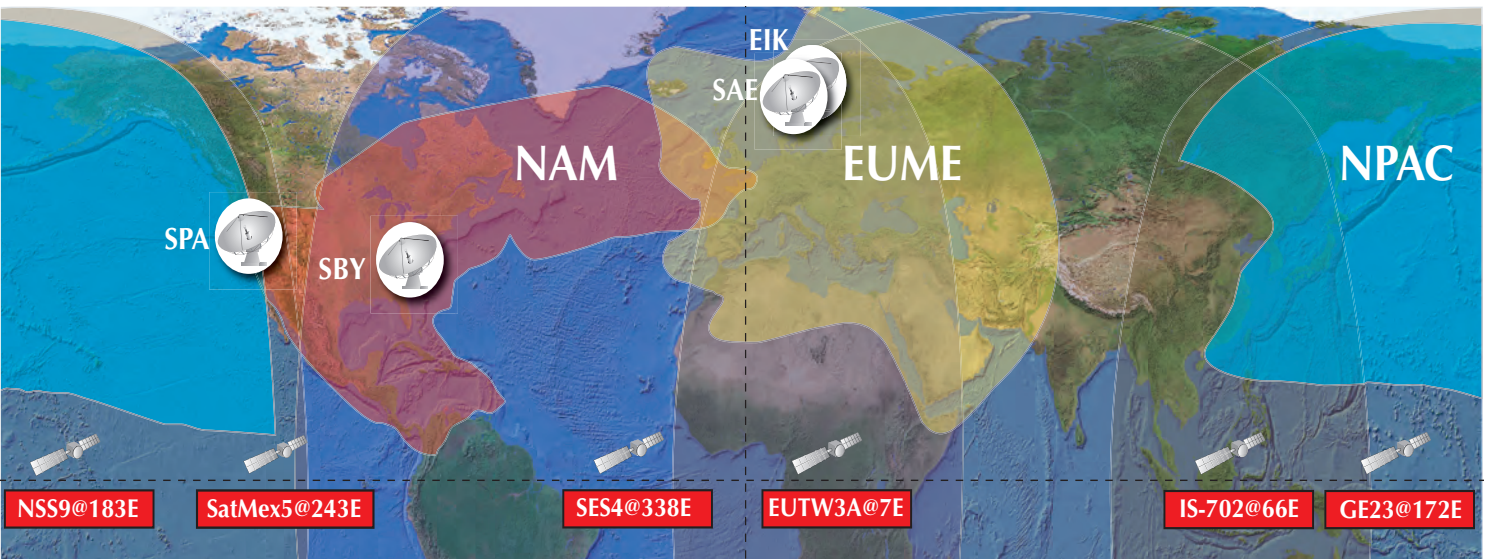 EIK
SAE
NAM
EUME
NPAC
SPA
SBY
NSS9@183E
SatMex5@243E
SES4@338E
EUTW3A@7E
IS-702@66E
GE23@172E